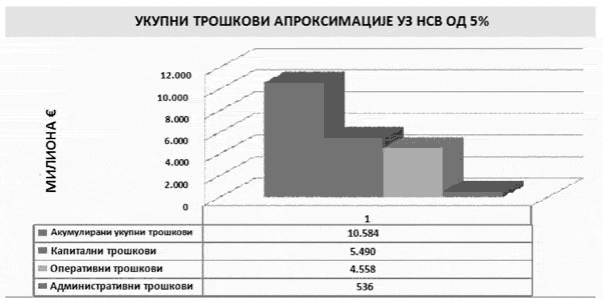 УКУПНИ ТРОШКОВИ АПРОКСИМАЦИЈЕ УЗ НСВ ОД 5%
МИЛИОНА €
12.000
10.000
8.000
6.000
4.000
2.000
0
1
Акумулирани укупни трошкови 10.584
Капитални трошкови 5.490
Оперативни трошкови 4.558
Административни трошкови 536